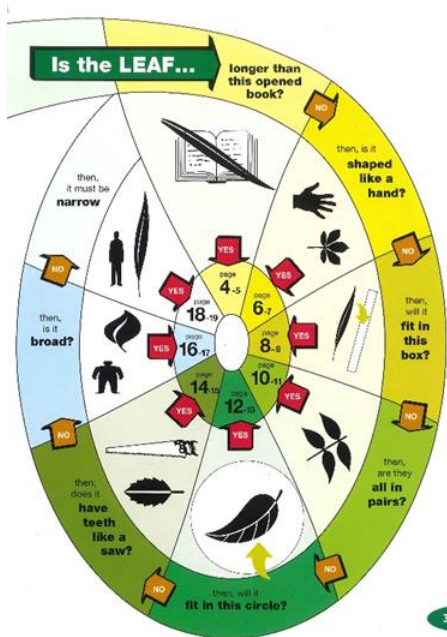 Is the LEAF...
longer than
this opened
book?
NO
then, is it
shaped
like a
hand?
NO
then, will
it
fit in
this
box?
NO
then,
are they
all in
pairs?
NO
then, will it
fit in this circle?
NO
then,
does it
have
teeth
like a
saw?
NO
then,
is it
broad?
NO
then,
it must be
narrow
YES
page
4-5
YES
page
6-7
YES
page
8-9
YES
page
10-11
YES
page
12-13
YES
page
14-15
YES
page
16-17
YES
page
18-19